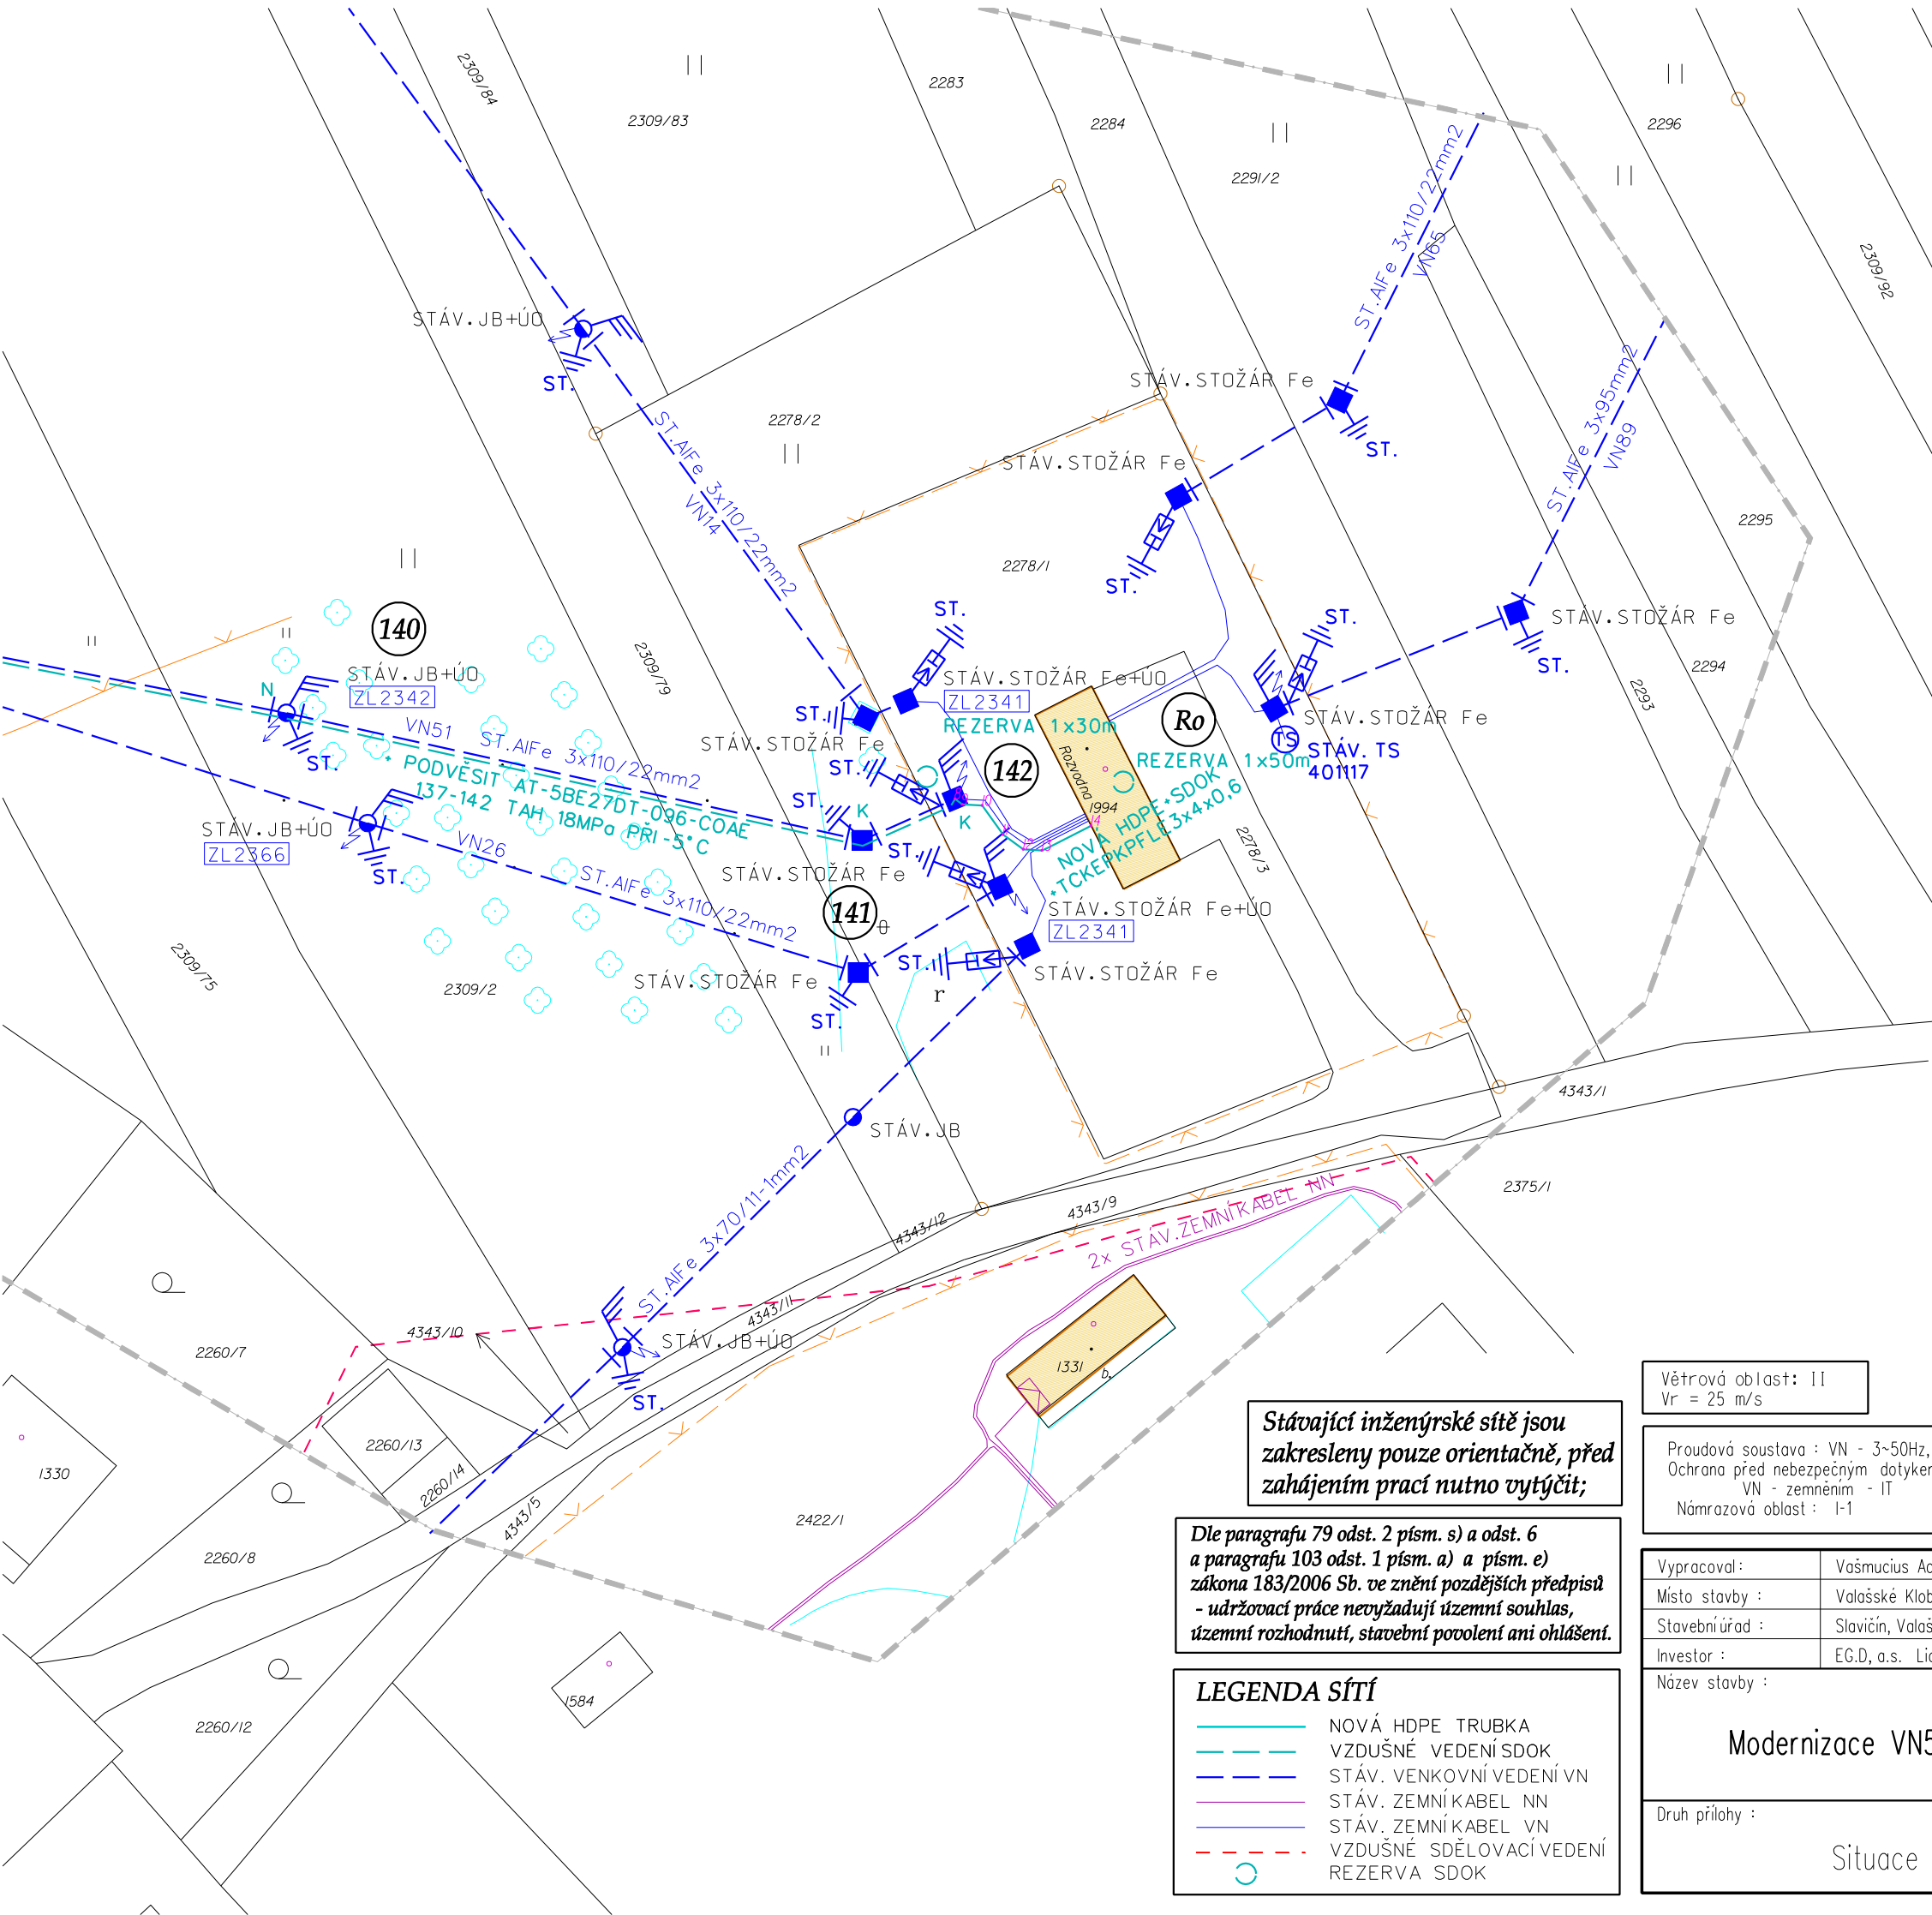 2309/84
2309/83
2283
2284
2291/2
2296
2309/92
ST.AlFe 3x110/22mm2
VN65
STÁV.JB+ÚO
ST.
STÁV.STOŽÁR Fe
ST.
2278/2
ST.AlFe 3x110/22mm2
VN14
STÁV.STOŽÁR Fe
ST.AlFe 3x95mm2
VN89
2295
2278/1
ST.
ST.
ST.
STÁV.STOŽÁR Fe
ST.
2294
2293
140
2309/79
STÁV.JB+ÚO
ZL2342
N
STÁV.STOŽÁR Fe+ÚO
ZL2341
REZERVA 1x30m
Ro
STÁV.STOŽÁR Fe
ST.
STÁV.STOŽÁR Fe
VN51
ST.AlFe 3x110/22mm2
ST.
+ PODVĚSIT AT-5BE27DT-096-COAE
137-142 TAH 18MPa PŘI -5°C
ST.
142
Rozvodna
REZERVA 1x50m
TS
STÁV. TS
401117
1994
NOVÁ HDPE+SDOK
+TCKEPKPFLE3x4x0,6
ST.
K
K
STÁV.JB+ÚO
ZL2366
ST.
VN26
ST.AlFe 3x110/22mm2
STÁV.STOŽÁR Fe
ST.
2278/3
141
STÁV.STOŽÁR Fe+ÚO
ZL2341
2309/75
2309/2
STÁV.STOŽÁR Fe
ST.
ST.
r
STÁV.STOŽÁR Fe
4343/1
STÁV.JB
2375/1
ST.AlFe 3x70/11-1mm2
4343/12
4343/9
2x STÁV.ZEMNÍ KABEL NN
4343/11
4343/10
STÁV.JB+ÚO
ST.
2260/7
1331
b.
2260/13
1330
2260/14
4343/5
2260/8
2422/1
2260/12
1584
Větrová oblast: II
Vr = 25 m/s
Stávající inženýrské sítě jsou
zakresleny pouze orientačně, před
zahájením prací nutno vytýčit;
Proudová soustava : VN - 3~50Hz,
Ochrana před nebezpečným dotykem
VN - zemněním - IT
Námrazová oblast : I-1
Dle paragrafu 79 odst. 2 písm. s) a odst. 6
a paragrafu 103 odst. 1 písm. a) a písm. e)
zákona 183/2006 Sb. ve znění pozdějších předpisů
- udržovací práce nevyžadují územní souhlas,
územní rozhodnutí, stavební povolení ani ohlášení.
Vypracoval: Vašmucius
Místo stavby : Valašské
Stavební úřad : Slavičín,
Investor : EG.D, a.s.
Název stavby :
Modernizace VN5
Druh přílohy :
Situace
LEGENDA SÍTÍ
NOVÁ HDPE TRUBKA
VZDUŠNÉ VEDENÍ SDOK
STÁV. VENKOVNÍ VEDENÍ VN
STÁV. ZEMNÍ KABEL NN
STÁV. ZEMNÍ KABEL VN
VZDUŠNÉ SDĚLOVACÍ VEDENÍ
REZERVA SDOK